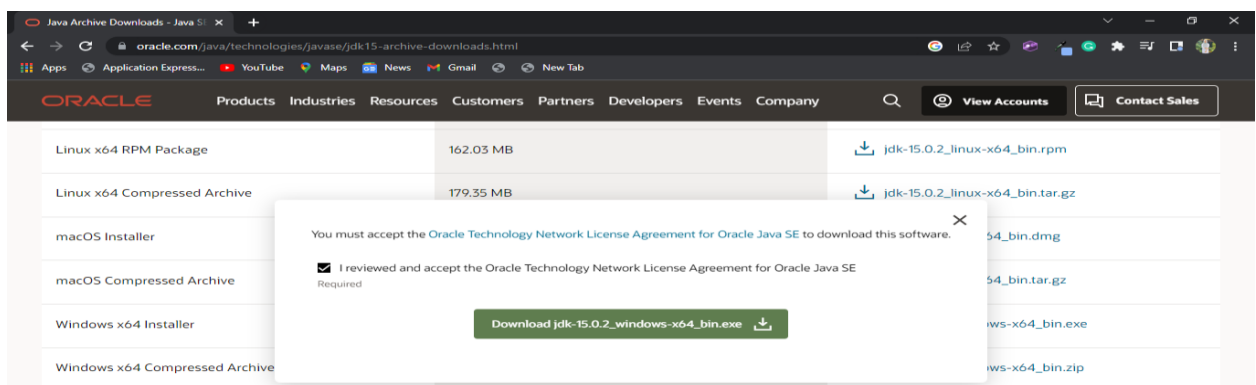 Java Archive Downloads - Java S
oracle.com/java/technologies/javase/jdk15-archive-downloads.html
Apps Application Express... YouTube Maps News Gmail New Tab
ORACLE Products Industries Resources Customers Partners Developers Events Company View Accounts Contact Sales
Linux x64 RPM Package 162.03 MB jdk-15.0.2_linux-x64_bin.rpm
Linux x64 Compressed Archive 179.35 MB jdk-15.0.2_linux-x64_bin.tar.gz
You must accept the Oracle Technology Network License Agreement for Oracle Java SE to download this software.
macOS Installer 64_bin.dmg
I reviewed and accept the Oracle Technology Network License Agreement for Oracle Java SE
Required
macOS Compressed Archive 64_bin.tar.gz
Download jdk-15.0.2_windows-x64_bin.exe
Windows x64 Installer ws-x64_bin.exe
Windows x64 Compressed Archive ws-x64_bin.zip